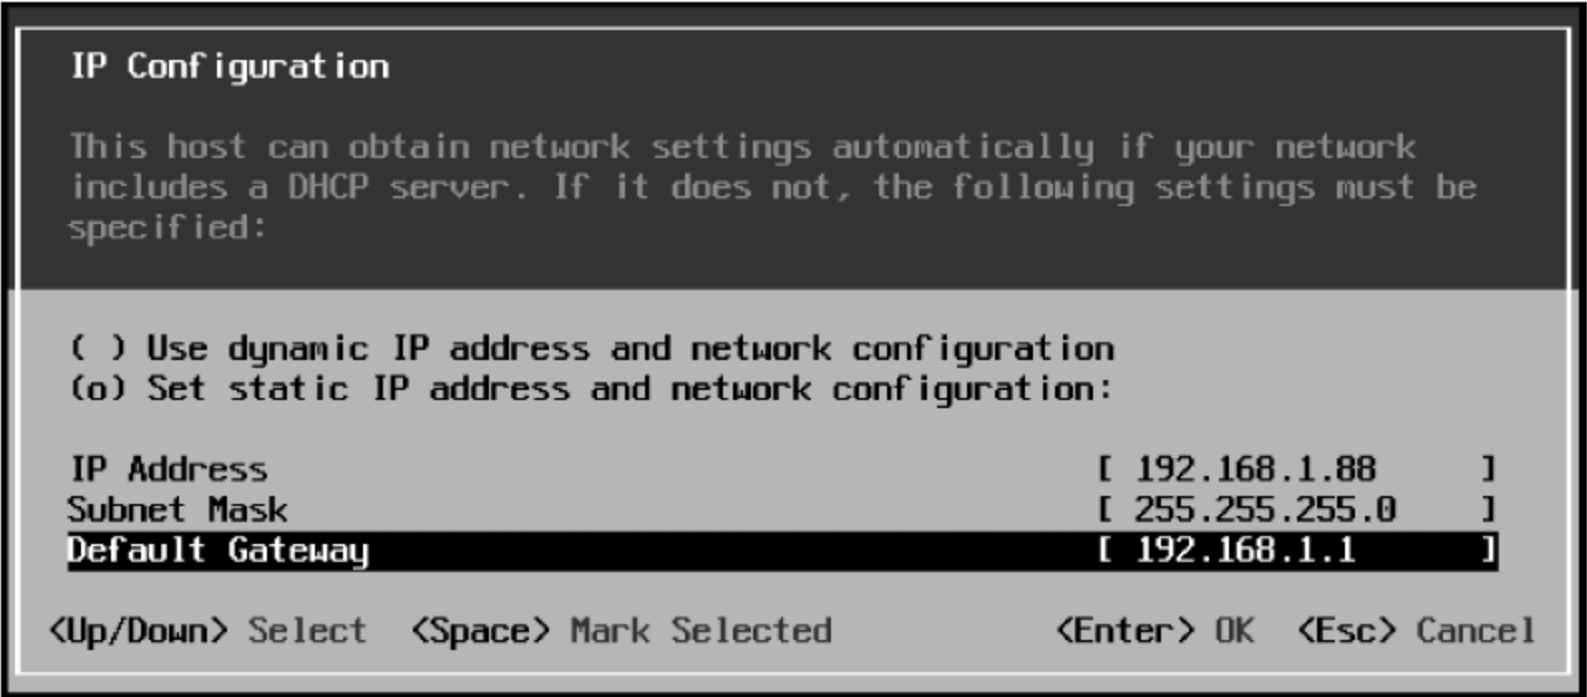 IP Configuration
This host can obtain network settings automatically if your network
includes a DHCP server. If it does not, the following settings must be
specified:
( ) Use dynamic IP address and network configuration
(o) Set static IP address and network configuration:
IP Address [ 192.168.1.88 ]
Subnet Mask [ 255.255.255.0 ]
Default Gateway [ 192.168.1.1 ]
<Up/Down> Select <Space> Mark Selected <Enter> OK <Esc> Cancel